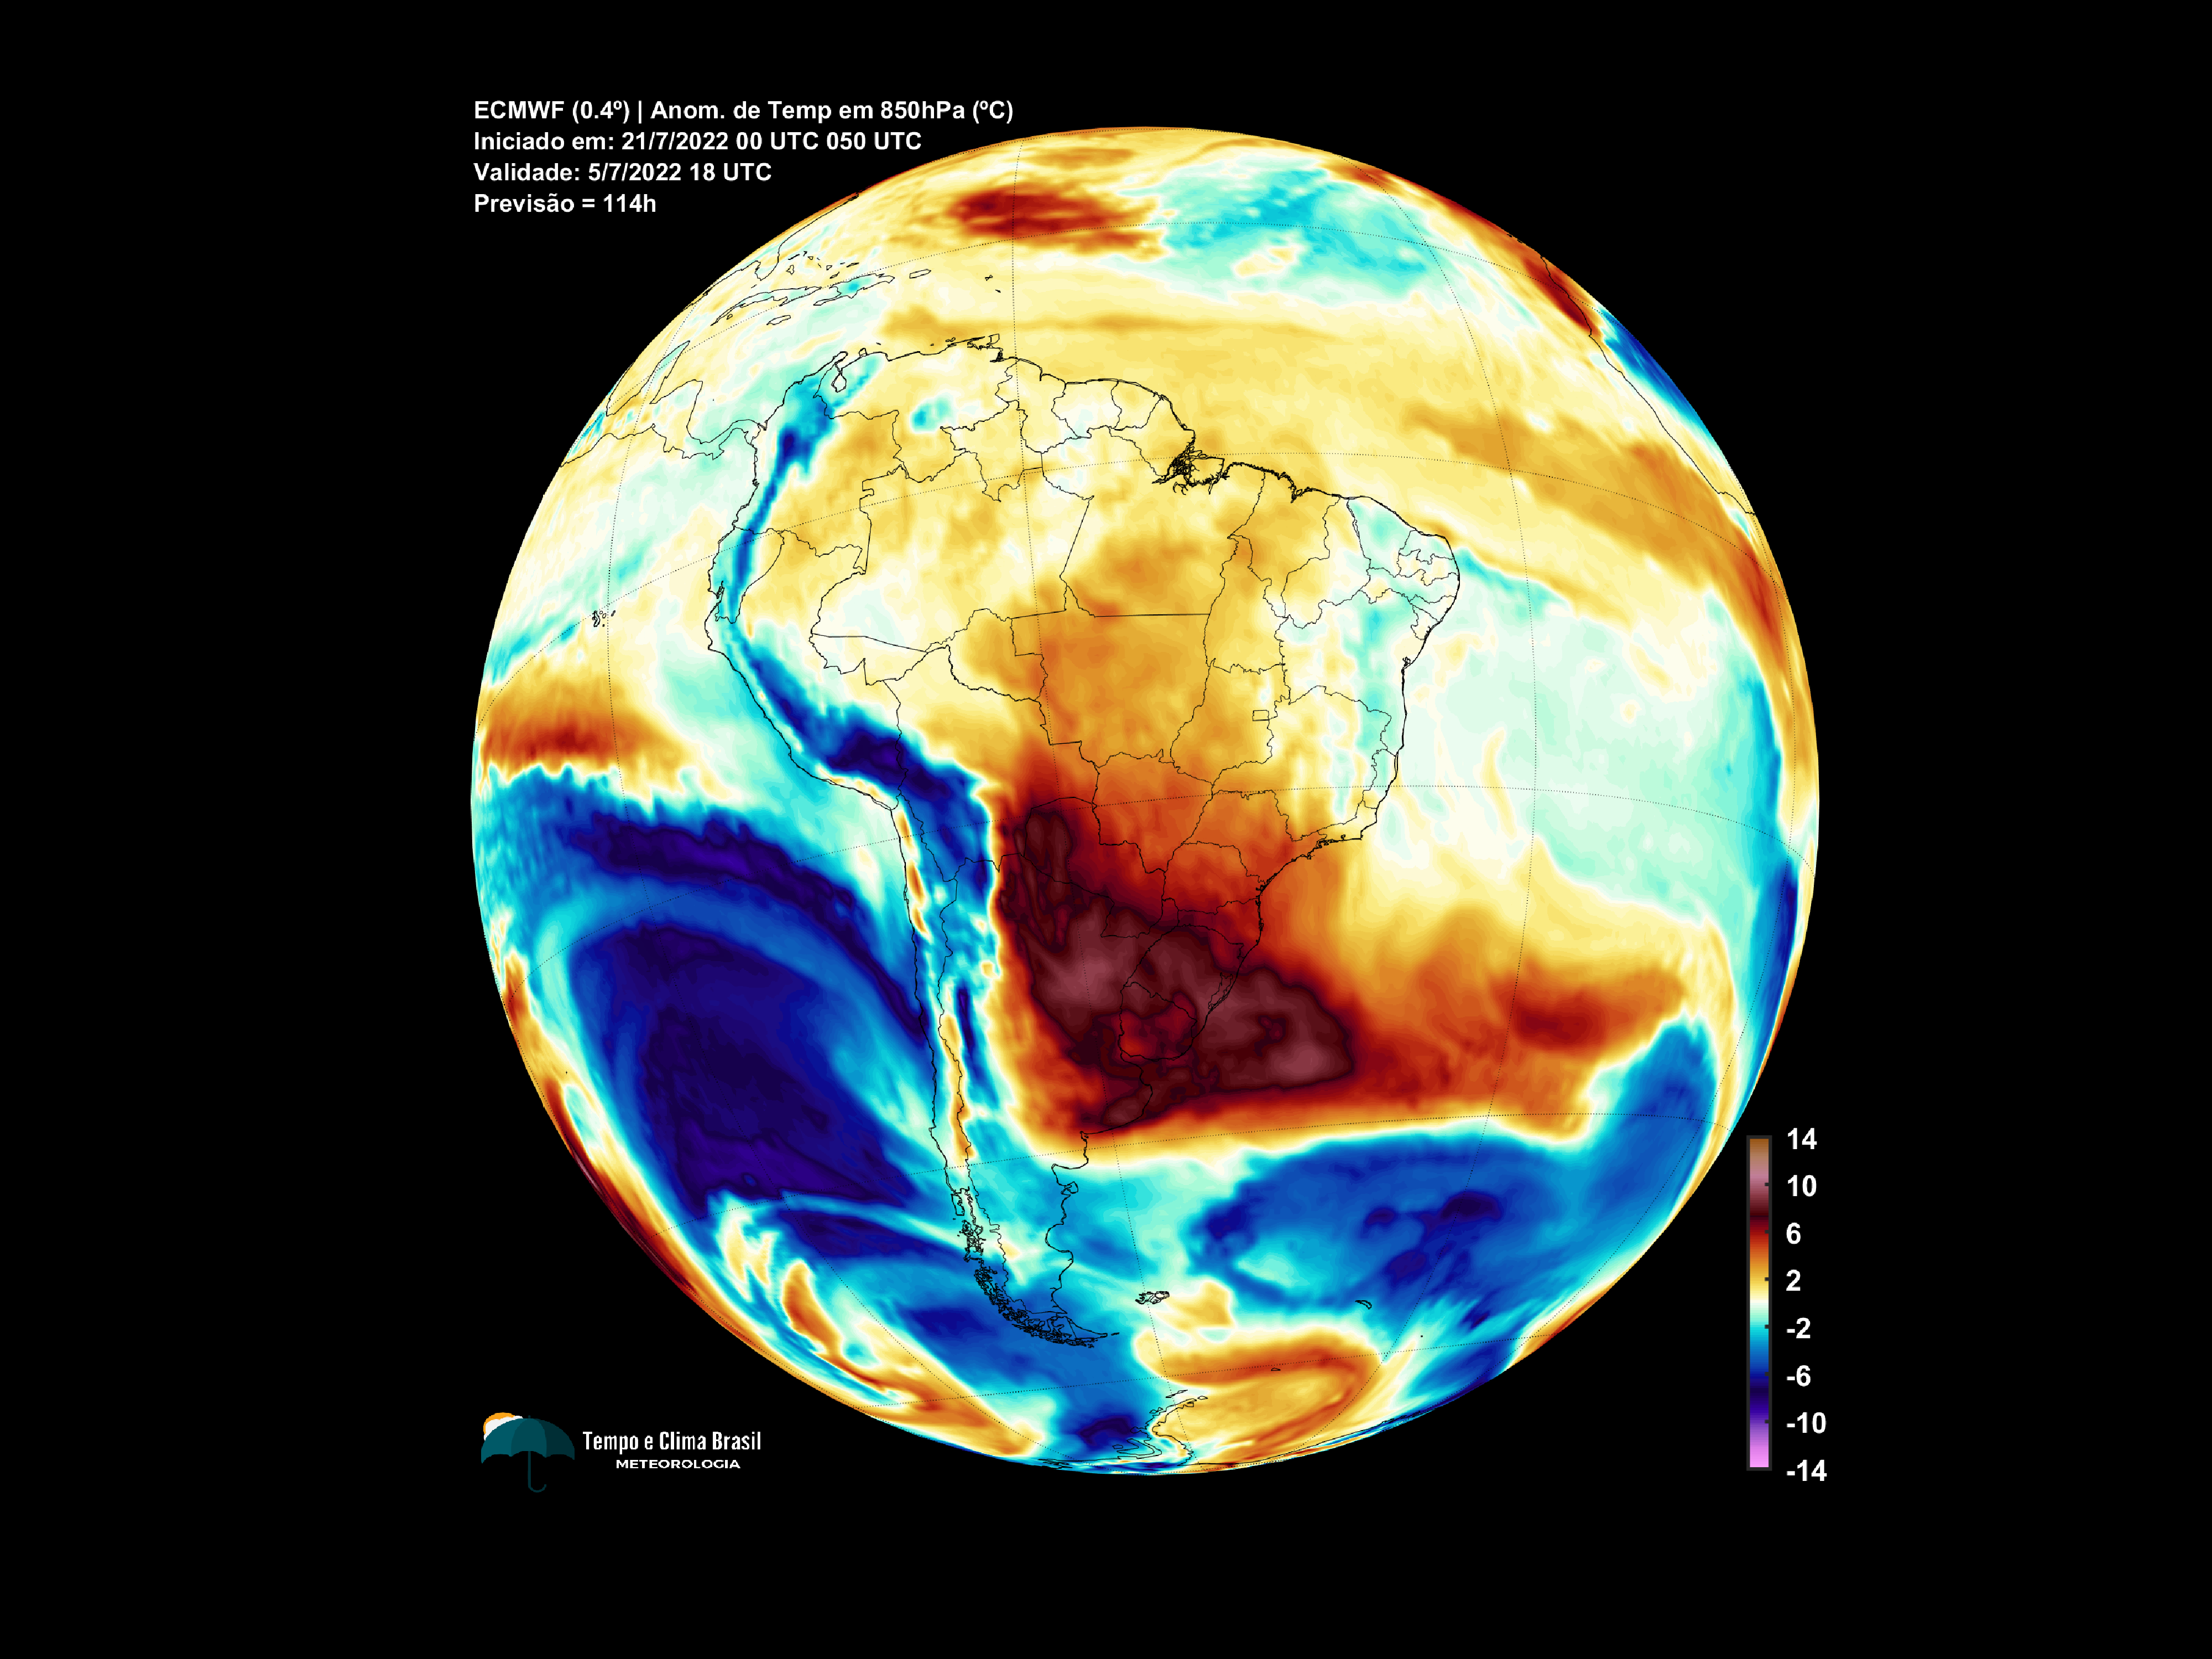 ECMWF (0.4º) | Anom. de Temp em 850hPa (ºC)
Iniciado em: 21/7/2022 00 UTC 050 UTC
Validade: 5/7/2022 18 UTC
Previsão = 114h
14
10
6
2
-2
-6
-10
-14
Tempo e Clima Brasil
METEOROLOGIA